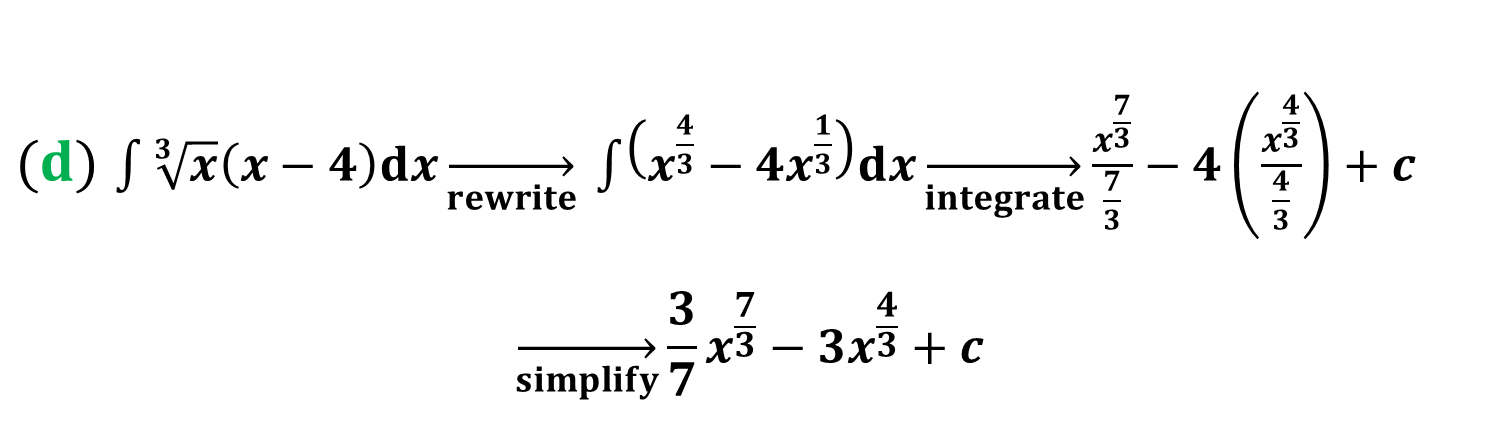 (d) ∫ ∛x(x − 4)dx ⟶rewrite ∫(x^(4/3) − 4x^(1/3))dx ⟶integrate x^(7/3)/(7/3) − 4(x^(4/3)/(4/3)) + c
⟶simplify 3/7 x^(7/3) − 3x^(4/3) + c